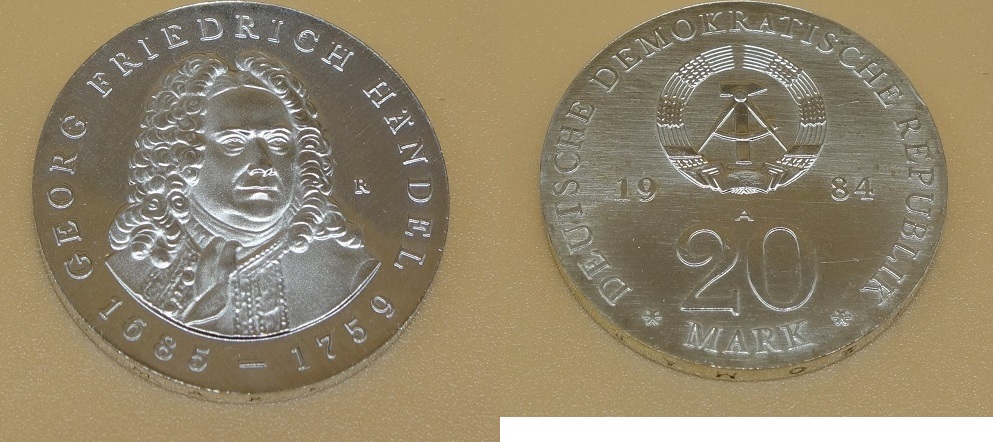 GEORG FRIEDRICH HÄNDEL
R
1685 – 1759
DEUTSCHE DEMOKRATISCHE REPUBLIK
19 84
A
20
* MARK *